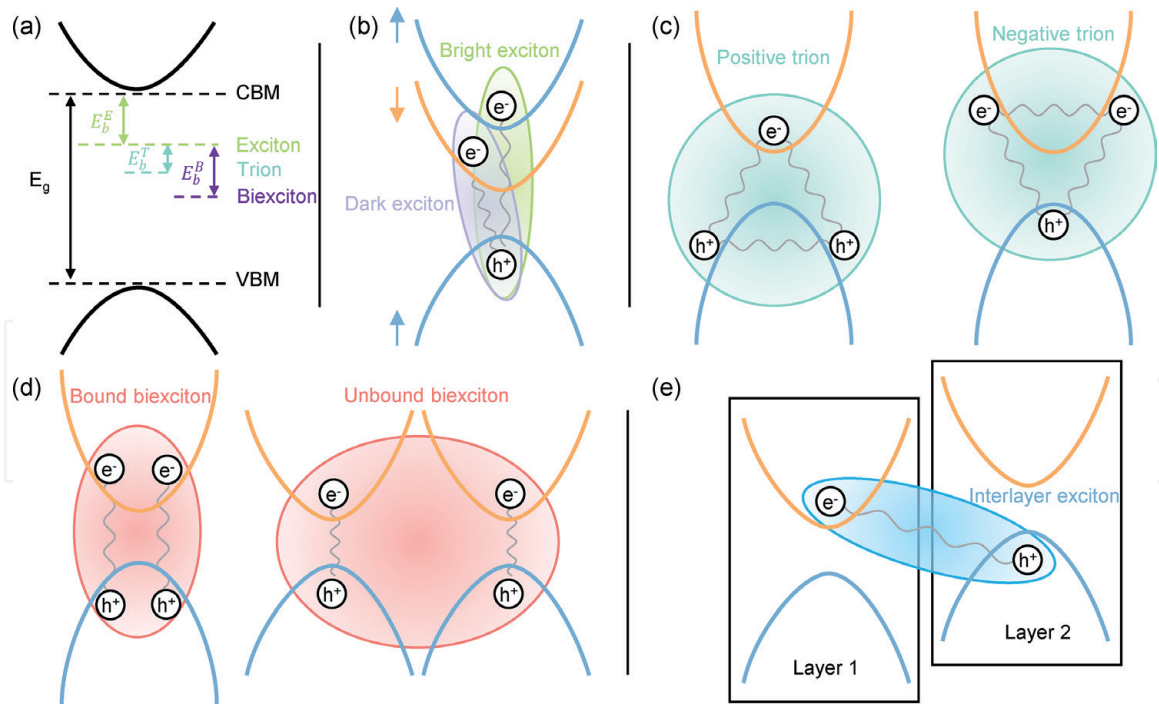 (a)
CBM
E_b^E
Exciton
E_b^T
Trion
E_b^B
Biexciton
E_g
VBM
(b)
Bright exciton
e⁻
e⁻
Dark exciton
h⁺
(c)
Positive trion
e⁻
h⁺
h⁺
Negative trion
e⁻
e⁻
h⁺
(d)
Bound biexciton
e⁻
e⁻
h⁺
h⁺
Unbound biexciton
e⁻
e⁻
h⁺
h⁺
(e)
Interlayer exciton
e⁻
h⁺
Layer 1
Layer 2